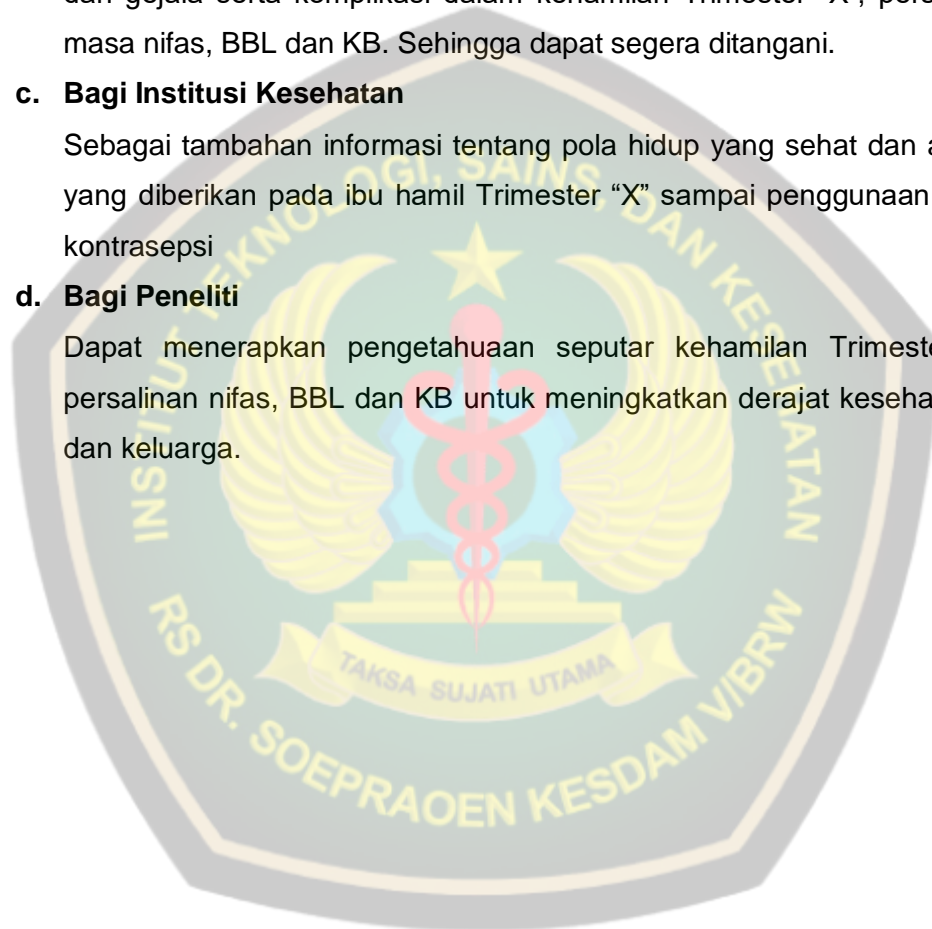 dan gejala serta komplikasi dalam kehamilan Trimester "X", pers
masa nifas, BBL dan KB. Sehingga dapat segera ditangani.
c. Bagi Institusi Kesehatan
Sebagai tambahan informasi tentang pola hidup yang sehat dan a
yang diberikan pada ibu hamil Trimester “X” sampai penggunaan
kontrasepsi
d. Bagi Peneliti
Dapat menerapkan pengetahuaan seputar kehamilan Trimeste
persalinan nifas, BBL dan KB untuk meningkatkan derajat keseha
dan keluarga.
INSTITUT TEKNOLOGI, SAINS, DAN KESEHATAN
TAKSA SUJATI UTAMA
RS DR. SOEPRAOEN KESDAM V/BRW